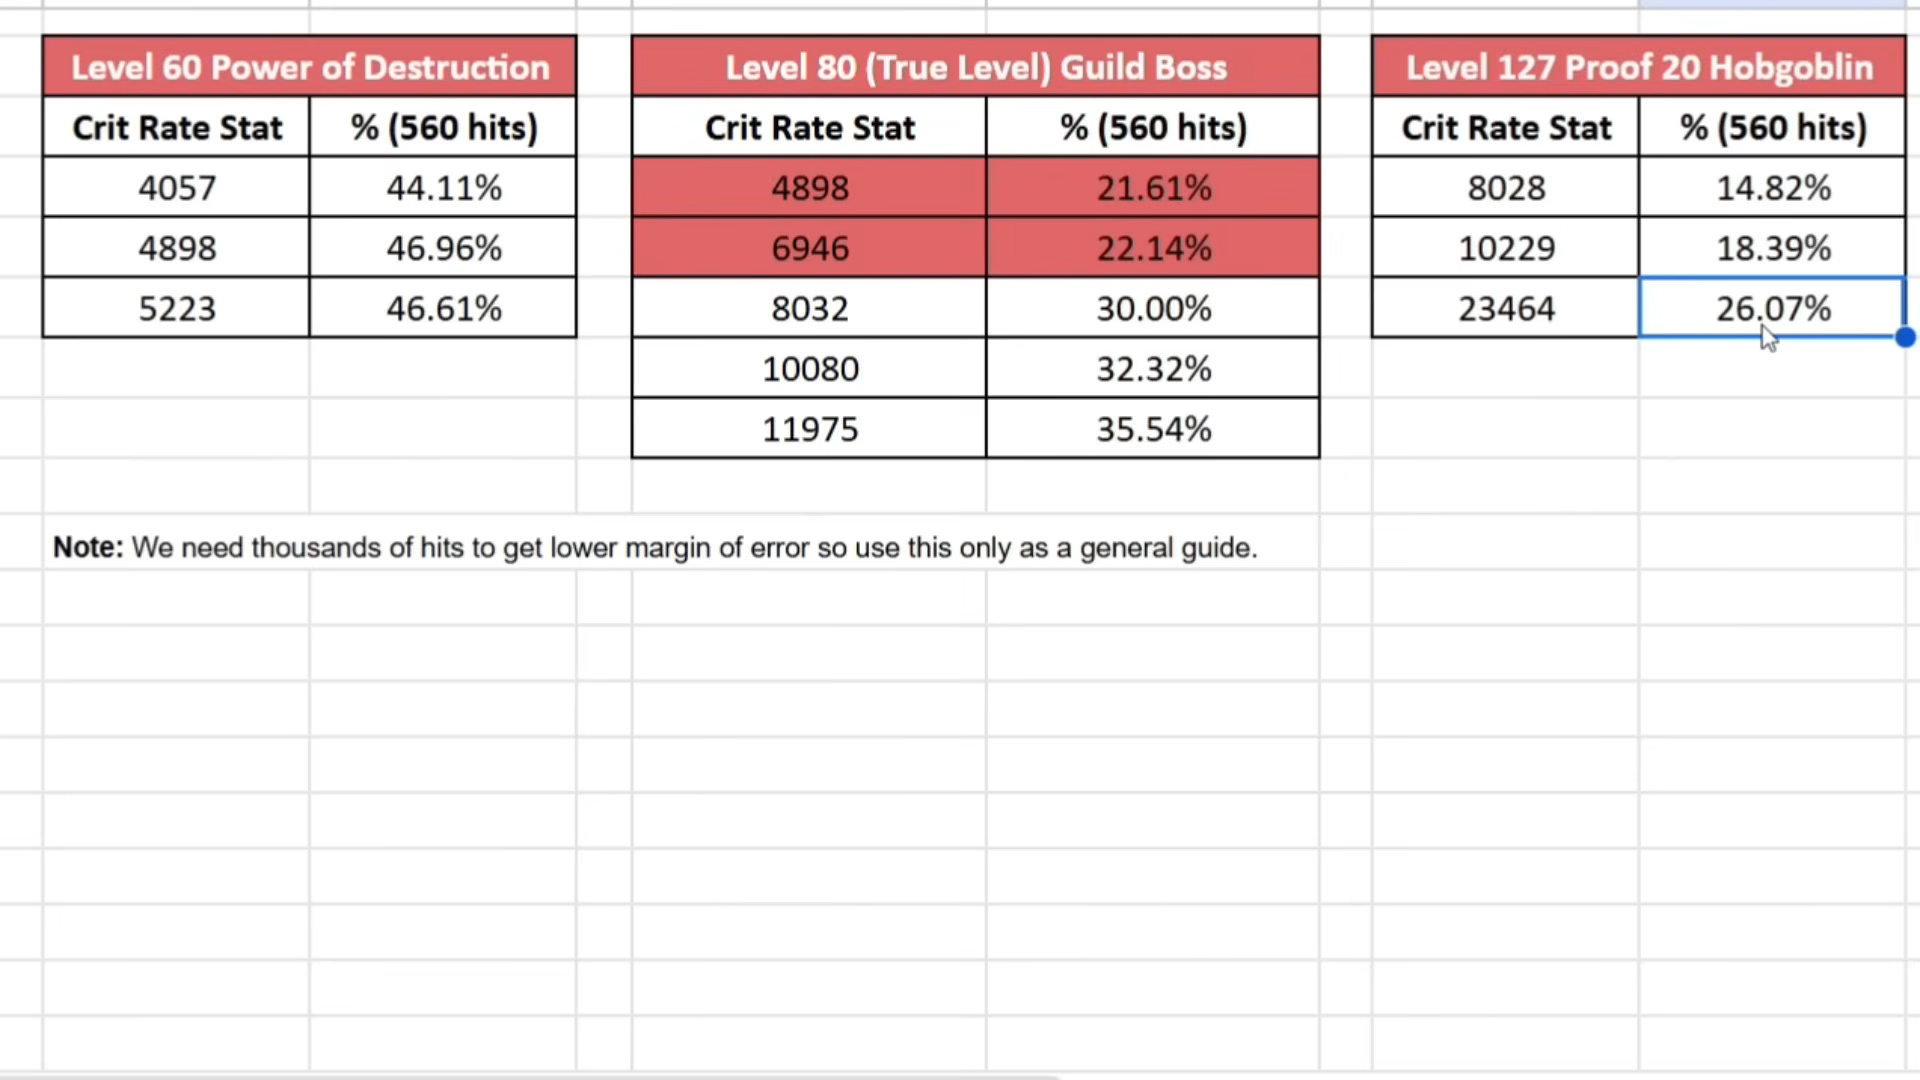 Level 60 Power of Destruction
Crit Rate Stat % (560 hits)
4057 44.11%
4898 46.96%
5223 46.61%
Level 80 (True Level) Guild Boss
Crit Rate Stat % (560 hits)
4898 21.61%
6946 22.14%
8032 30.00%
10080 32.32%
11975 35.54%
Level 127 Proof 20 Hobgoblin
Crit Rate Stat % (560 hits)
8028 14.82%
10229 18.39%
23464 26.07%
Note: We need thousands of hits to get lower margin of error so use this only as a general guide.